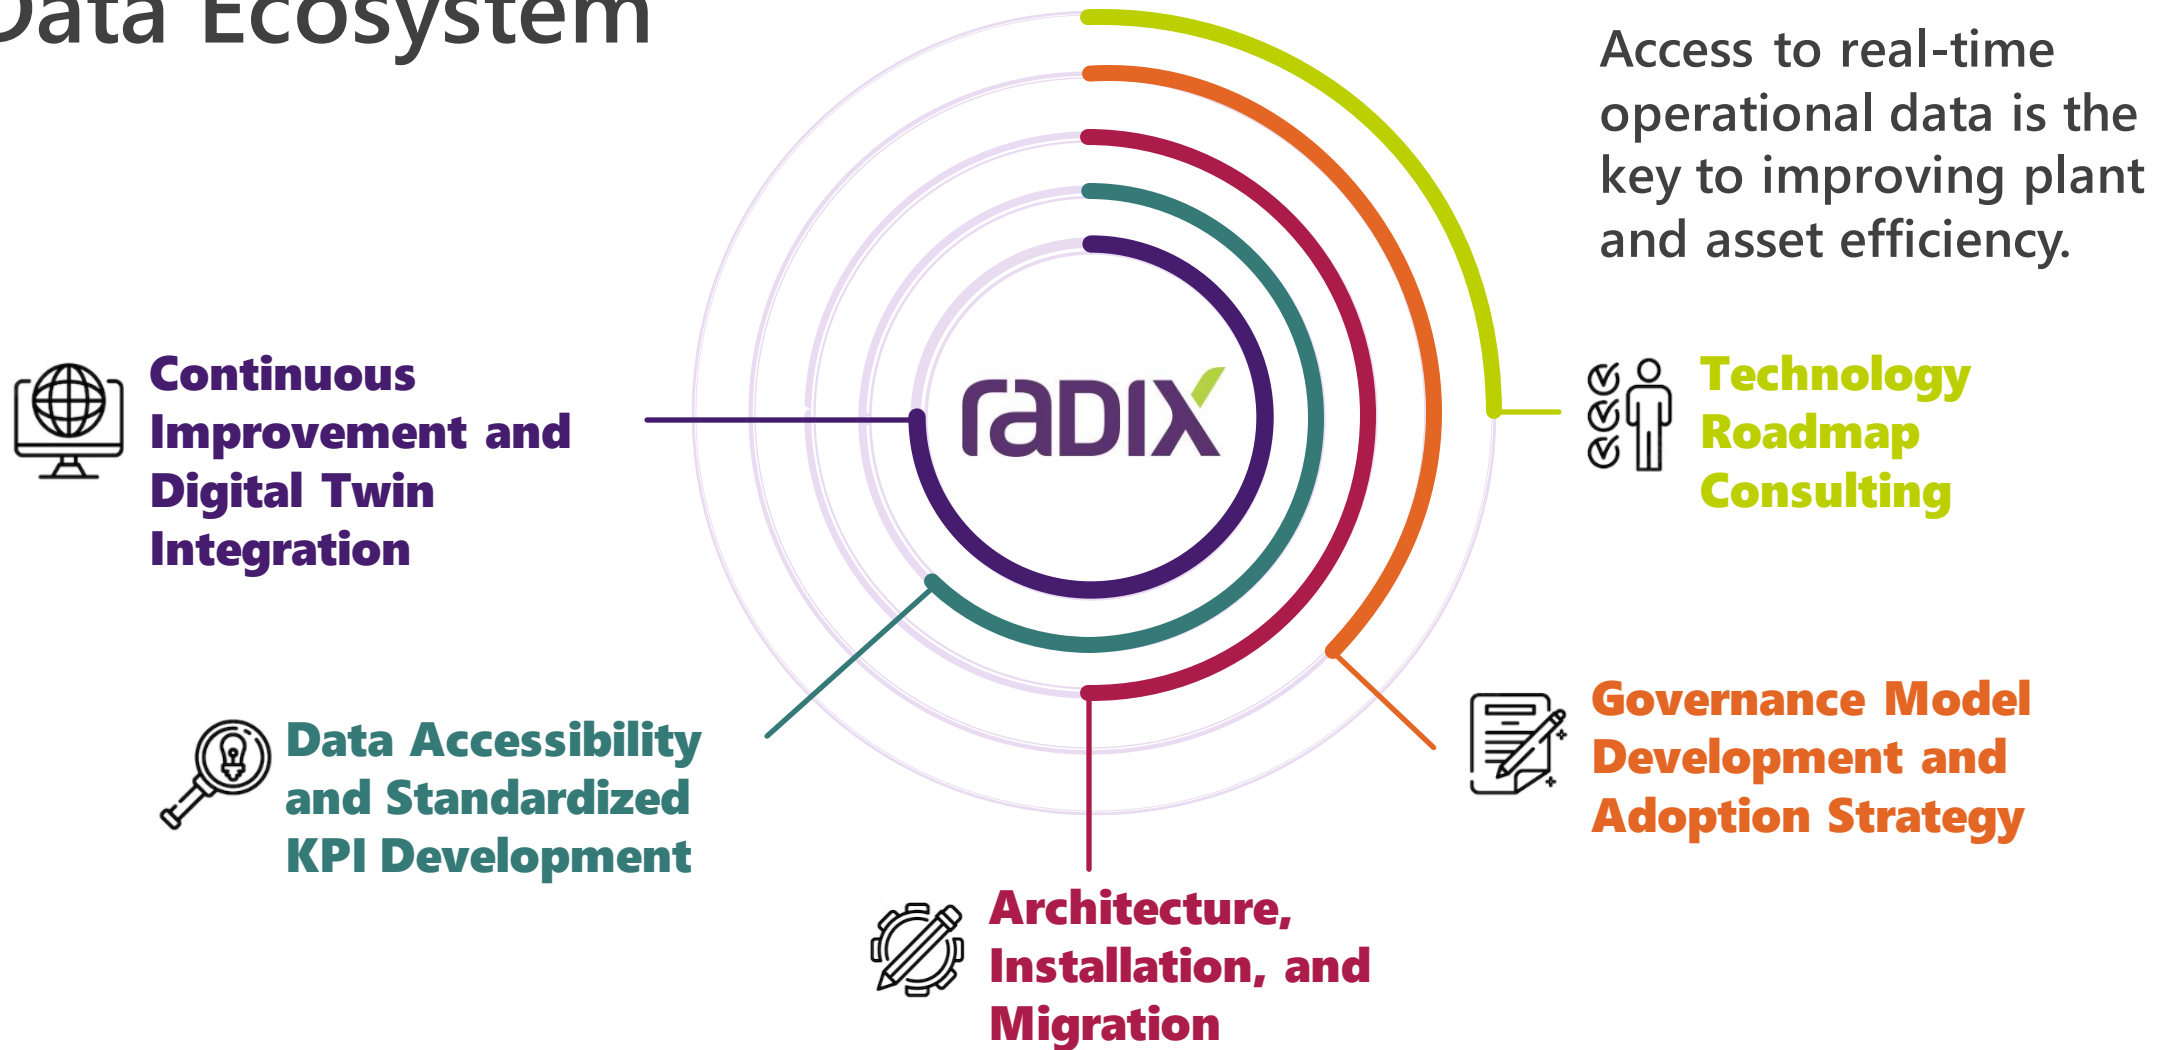 Data Ecosystem
Access to real-time
operational data is the
key to improving plant
and asset efficiency.
raDIX
Continuous
Improvement and
Digital Twin
Integration
Technology
Roadmap
Consulting
Data Accessibility
and Standardized
KPI Development
Governance Model
Development and
Adoption Strategy
Architecture,
Installation, and
Migration